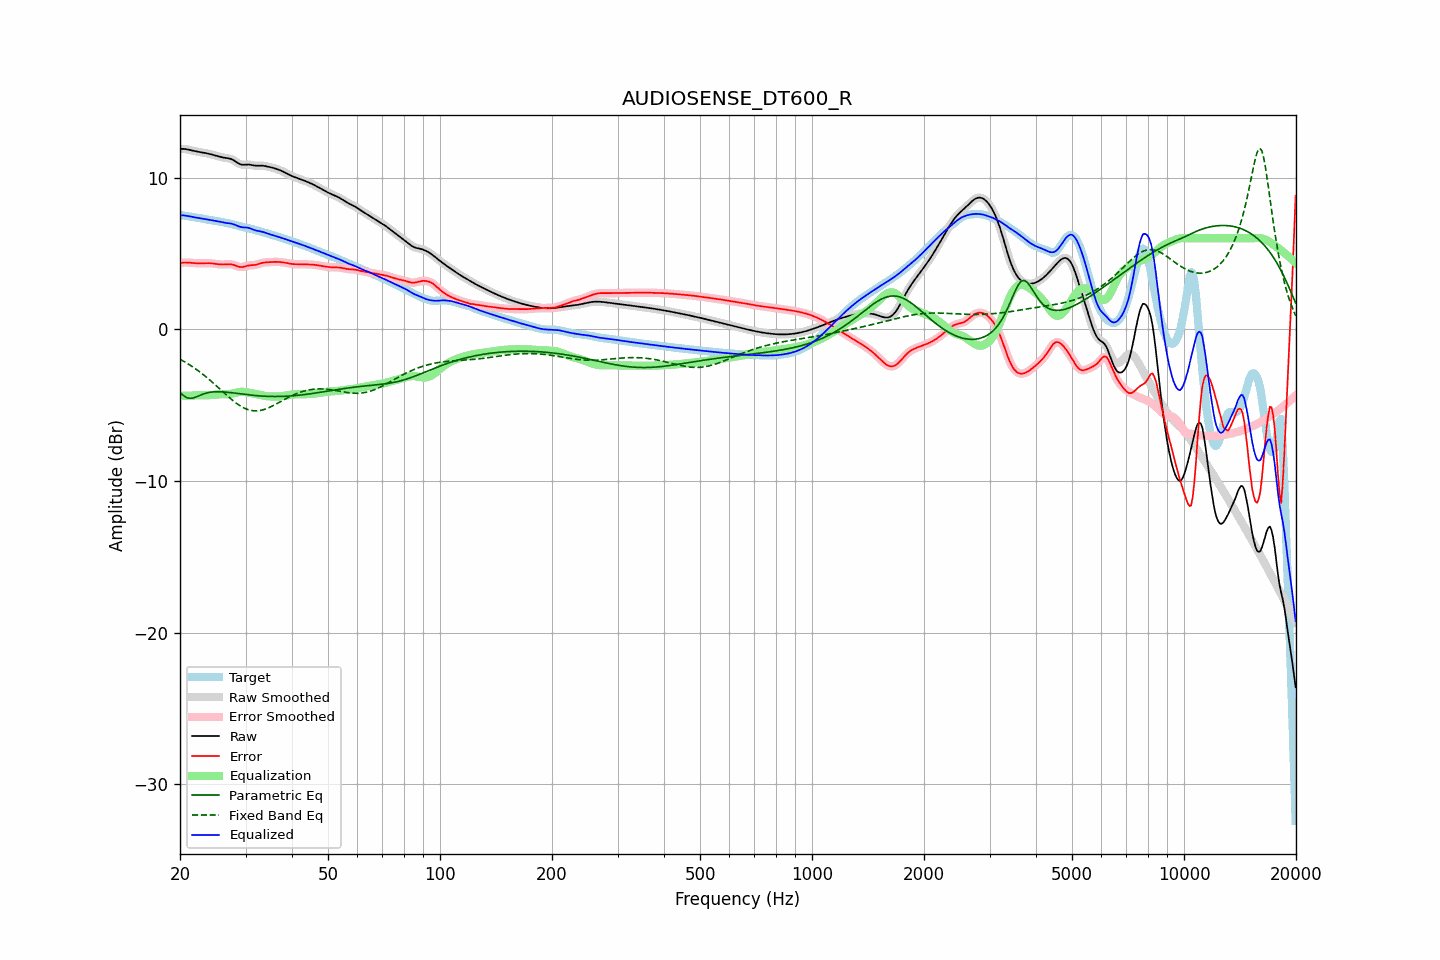 AUDIOSENSE_DT600_R
Amplitude (dBr)
10
0
−10
−20
−30
Target
Raw Smoothed
Error Smoothed
Raw
Error
Equalization
Parametric Eq
Fixed Band Eq
Equalized
20 50 100 200 500 1000 2000 5000 10000 20000
Frequency (Hz)